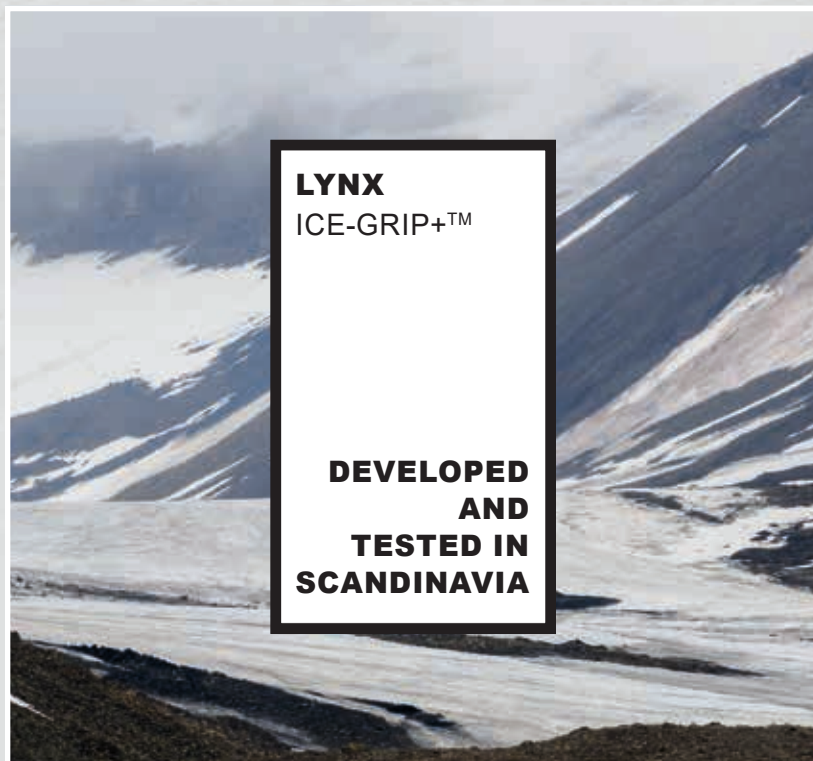 LYNX
ICE-GRIP+™
DEVELOPED
AND
TESTED IN
SCANDINAVIA